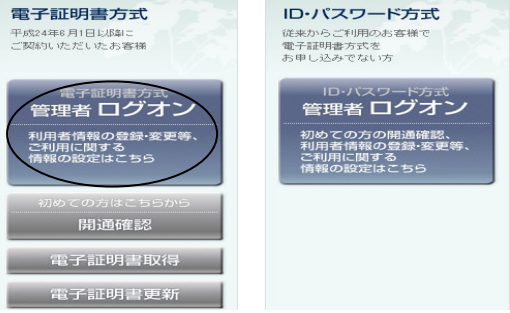 電子証明書方式
平成24年6月1日以降に
ご契約いただいたお客様
電子証明書方式
管理者 ログオン
利用者情報の登録・変更等、
ご利用に関する
情報の設定はこちら
初めての方はこちらから
開通確認
電子証明書取得
電子証明書更新
ID・パスワード方式
従来からご利用のお客様で
電子証明書方式を
お申し込みでない方
ID・パスワード方式
管理者 ログオン
初めての方の開通確認、
利用者情報の登録・変更等、
ご利用に関する
情報の設定はこちら